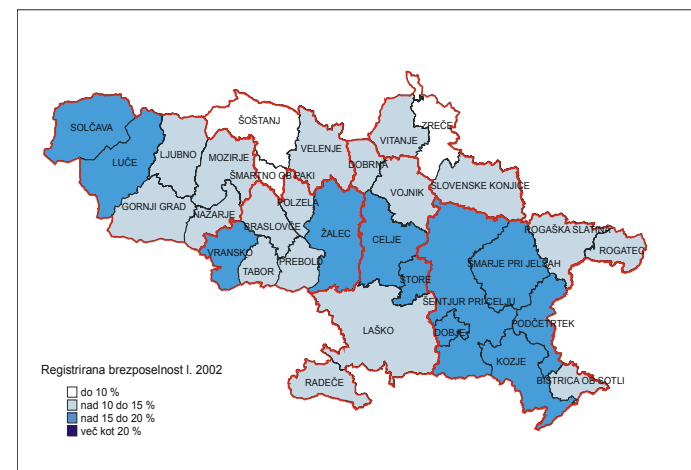 ŠOŠTANJ
ZREČE
SOLČAVA
VITANJE
LJUBNO
VELENJE
LUČE
MOZIRJE
DOBRNA
ŠMARTNO OB PAKI
SLOVENSKE KONJICE
VOJNIK
GORNJI GRAD
POLZELA
NAZARJE
BRASLOVČE
ROGAŠKA SLATINA
ŽALEC
CELJE
VRANSKO
ROGATEC
PREBOLD
ŠMARJE PRI JELŠAH
TABOR
ŠTORE
ŠENTJUR PRI CELJU
PODČETRTEK
LAŠKO
DOBJE
KOZJE
RADEČE
BISTRICA OB SOTLI
Registrirana brezposelnost l. 2002
do 10 %
nad 10 do 15 %
nad 15 do 20 %
več kot 20 %